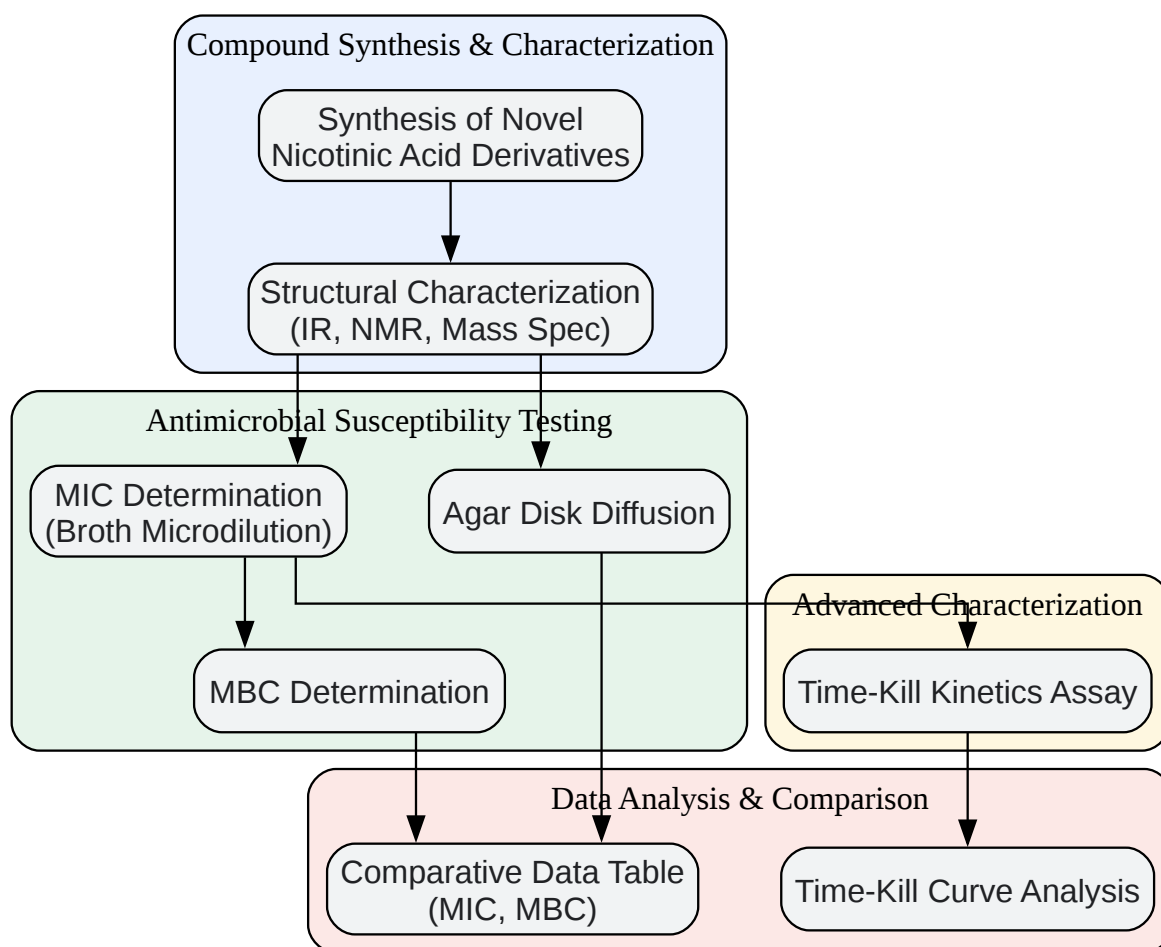 Compound Synthesis & Characterization
Synthesis of Novel
Nicotinic Acid Derivatives
Structural Characterization
(IR, NMR, Mass Spec)
Antimicrobial Susceptibility Testing
MIC Determination
(Broth Microdilution)
Agar Disk Diffusion
MBC Determination
Advanced Characterization
Time-Kill Kinetics Assay
Data Analysis & Comparison
Comparative Data Table
(MIC, MBC)
Time-Kill Curve Analysis